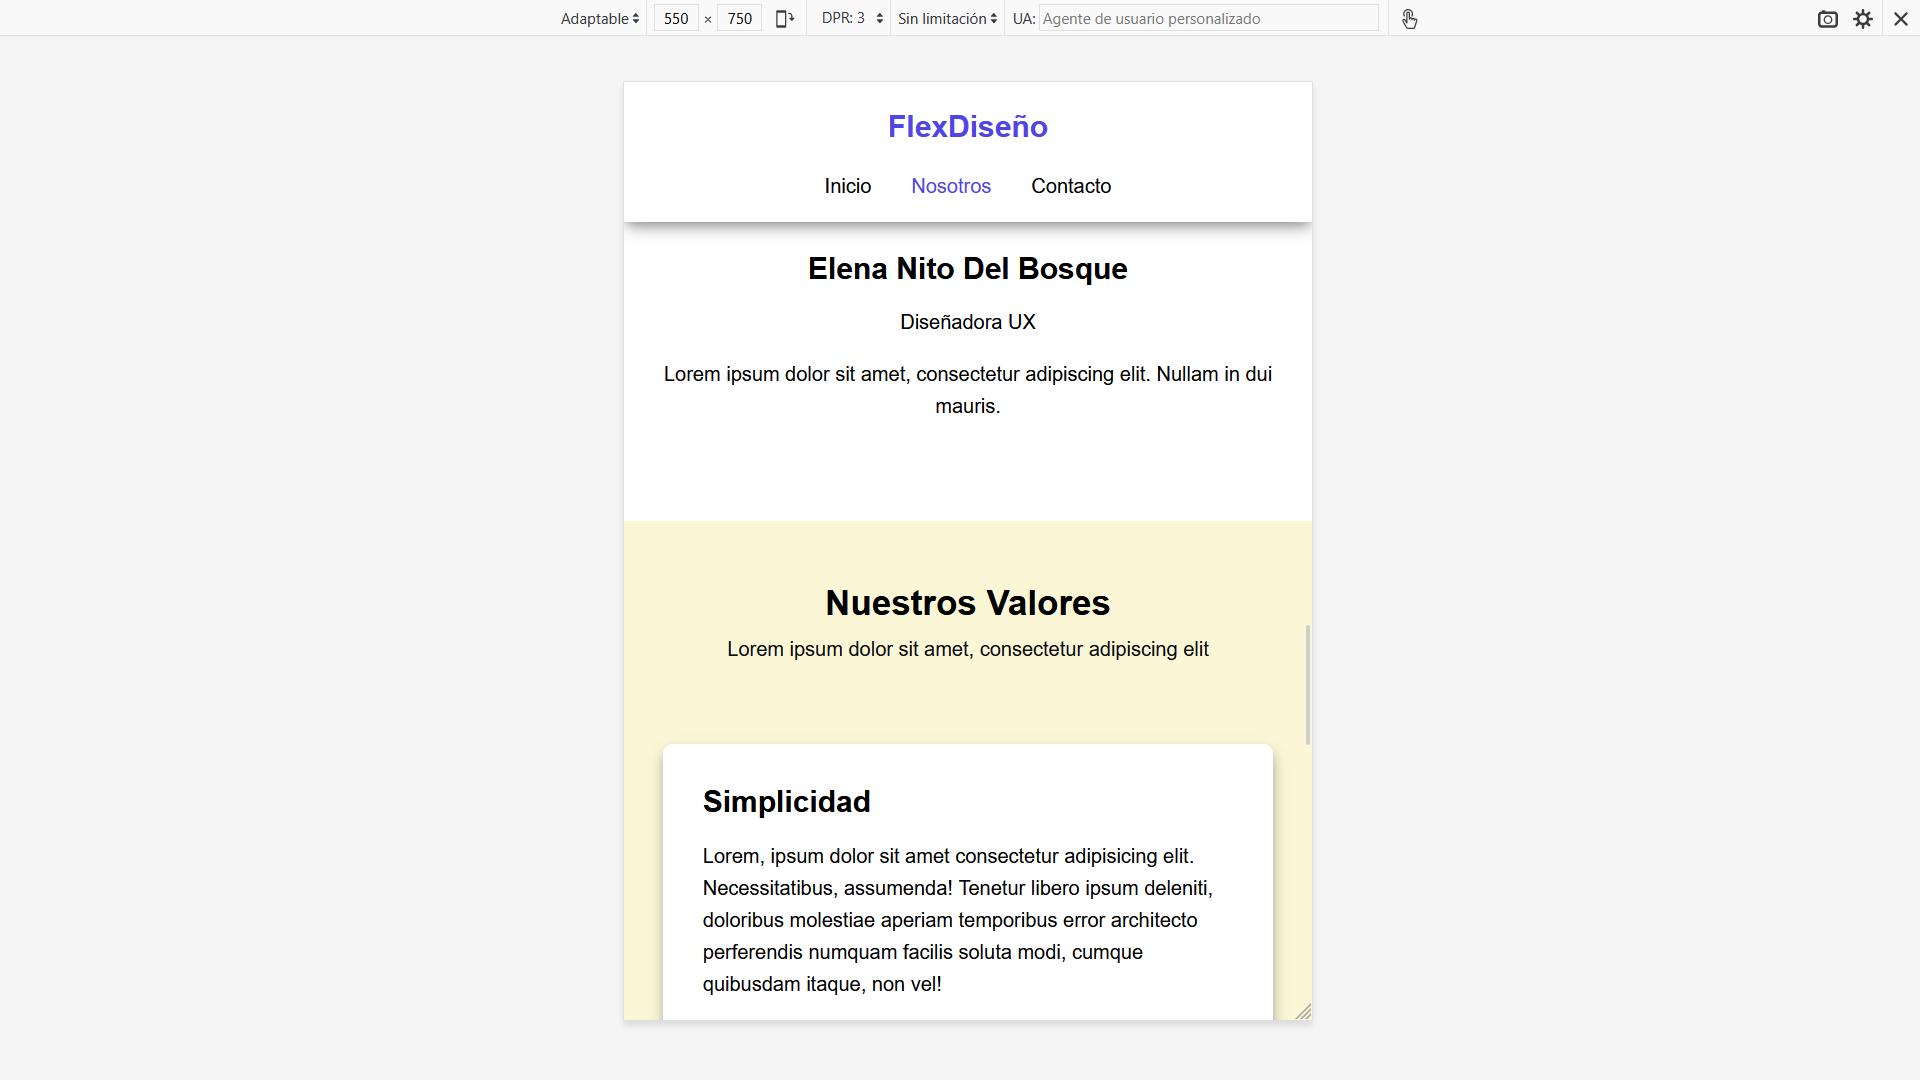 Adaptable 550 × 750 DPR: 3 Sin limitación UA: Agente de usuario personalizado
FlexDiseño
Inicio Nosotros Contacto
Elena Nito Del Bosque
Diseñadora UX
Lorem ipsum dolor sit amet, consectetur adipiscing elit. Nullam in dui
mauris.
Nuestros Valores
Lorem ipsum dolor sit amet, consectetur adipiscing elit
Simplicidad
Lorem, ipsum dolor sit amet consectetur adipisicing elit.
Necessitatibus, assumenda! Tenetur libero ipsum deleniti,
doloribus molestiae aperiam temporibus error architecto
perferendis numquam facilis soluta modi, cumque
quibusdam itaque, non vel!